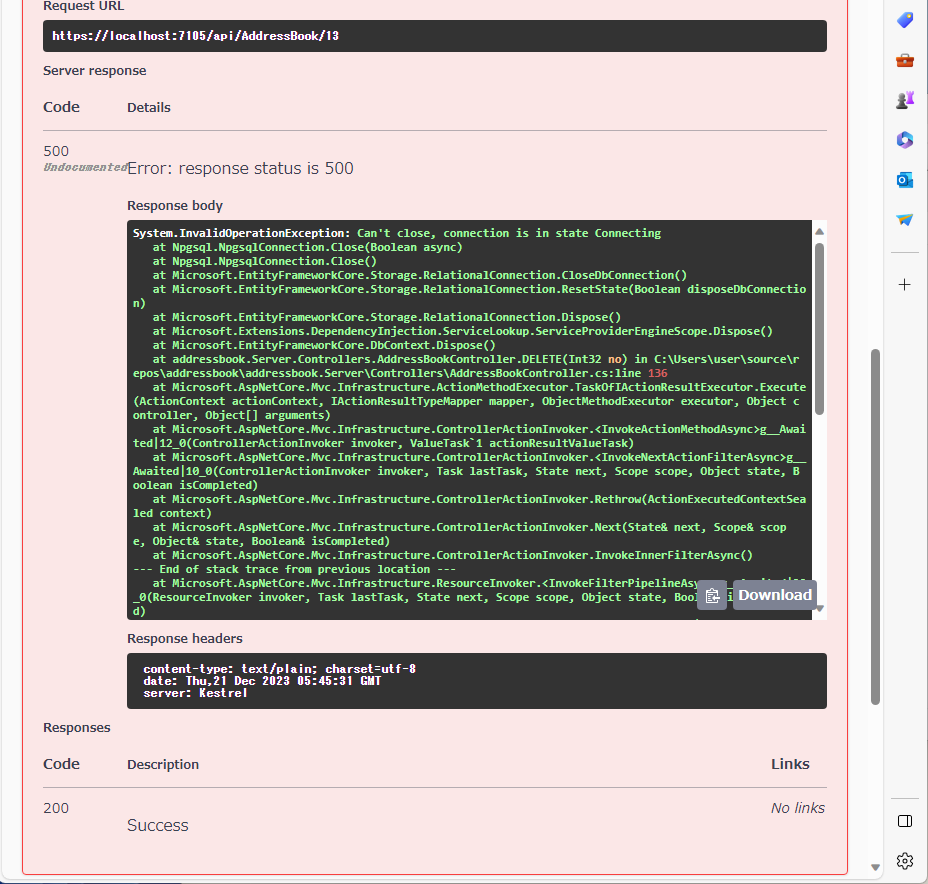 Request URL
https://localhost:7105/api/AddressBook/13
Server response
Code Details
500
Undocumented
Error: response status is 500
Response body
System.InvalidOperationException: Can't close, connection is in state Connecting
at Npgsql.NpgsqlConnection.Close(Boolean async)
at Npgsql.NpgsqlConnection.Close()
at Microsoft.EntityFrameworkCore.Storage.RelationalConnection.CloseDbConnection()
at Microsoft.EntityFrameworkCore.Storage.RelationalConnection.ResetState(Boolean disposeDbConnectio
n)
at Microsoft.EntityFrameworkCore.Storage.RelationalConnection.Dispose()
at Microsoft.Extensions.DependencyInjection.ServiceLookup.ServiceProviderEngineScope.Dispose()
at Microsoft.EntityFrameworkCore.DbContext.Dispose()
at addressbook.Server.Controllers.AddressBookController.DELETE(Int32 no) in C:\Users\user\source\r
epos\addressbook\addressbook.Server\Controllers\AddressBookController.cs:line 136
at Microsoft.AspNetCore.Mvc.Infrastructure.ActionMethodExecutor.TaskOfIActionResultExecutor.Execute
(ActionContext actionContext, IActionResultTypeMapper mapper, ObjectMethodExecutor executor, Object c
ontroller, Object[] arguments)
at Microsoft.AspNetCore.Mvc.Infrastructure.ControllerActionInvoker.<InvokeActionMethodAsync>g__Awai
ted|12_0(ControllerActionInvoker invoker, ValueTask`1 actionResultValueTask)
at Microsoft.AspNetCore.Mvc.Infrastructure.ControllerActionInvoker.<InvokeNextActionFilterAsync>g__
Awaited|10_0(ControllerActionInvoker invoker, Task lastTask, State next, Scope scope, Object state, B
oolean isCompleted)
at Microsoft.AspNetCore.Mvc.Infrastructure.ControllerActionInvoker.Rethrow(ActionExecutedContextSea
led context)
at Microsoft.AspNetCore.Mvc.Infrastructure.ControllerActionInvoker.Next(State& next, Scope& scop
e, Object& state, Boolean& isCompleted)
at Microsoft.AspNetCore.Mvc.Infrastructure.ControllerActionInvoker.InvokeInnerFilterAsync()
--- End of stack trace from previous location ---
at Microsoft.AspNetCore.Mvc.Infrastructure.ResourceInvoker.<InvokeFilterPipelineAsy
_0(ResourceInvoker invoker, Task lastTask, State next, Scope scope, Object state, Boo
d)
Download
Response headers
content-type: text/plain; charset=utf-8
date: Thu,21 Dec 2023 05:45:31 GMT
server: Kestrel
Responses
Code Description Links
200 No links
Success